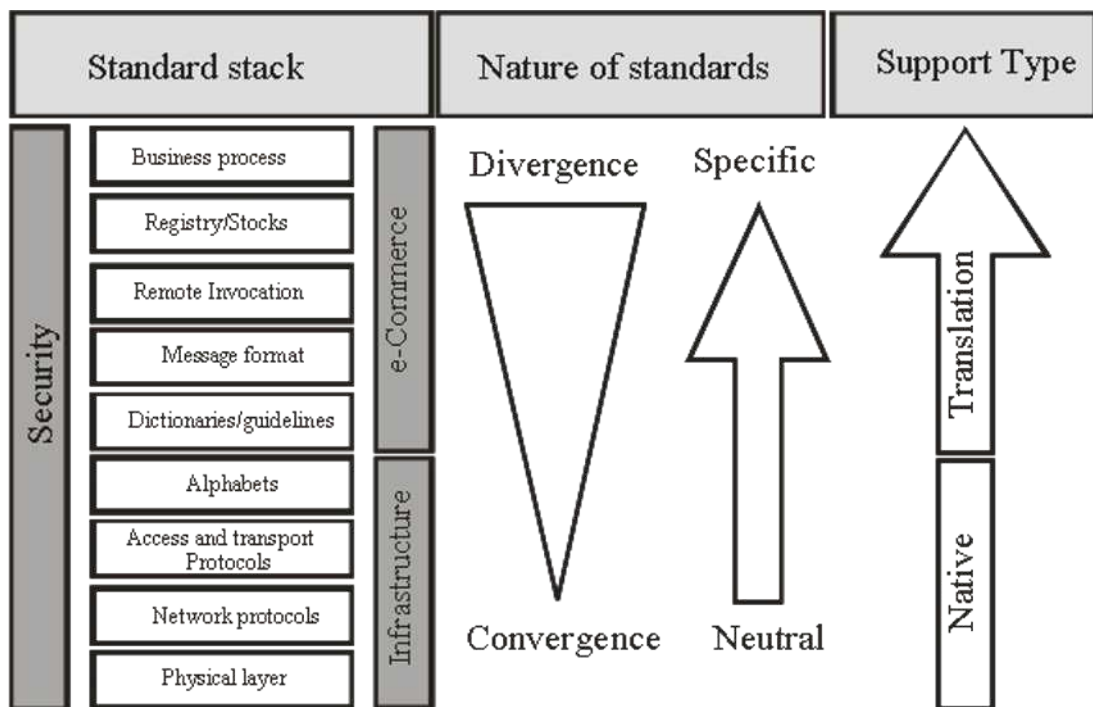 Standard stack
Nature of standards
Support Type
Security
Business process
Registry/Stocks
Remote Invocation
Message format
Dictionaries/guidelines
Alphabets
Access and transport
Protocols
Network protocols
Physical layer
e-Commerce
Infrastructure
Divergence
Convergence
Specific
Neutral
Translation
Native